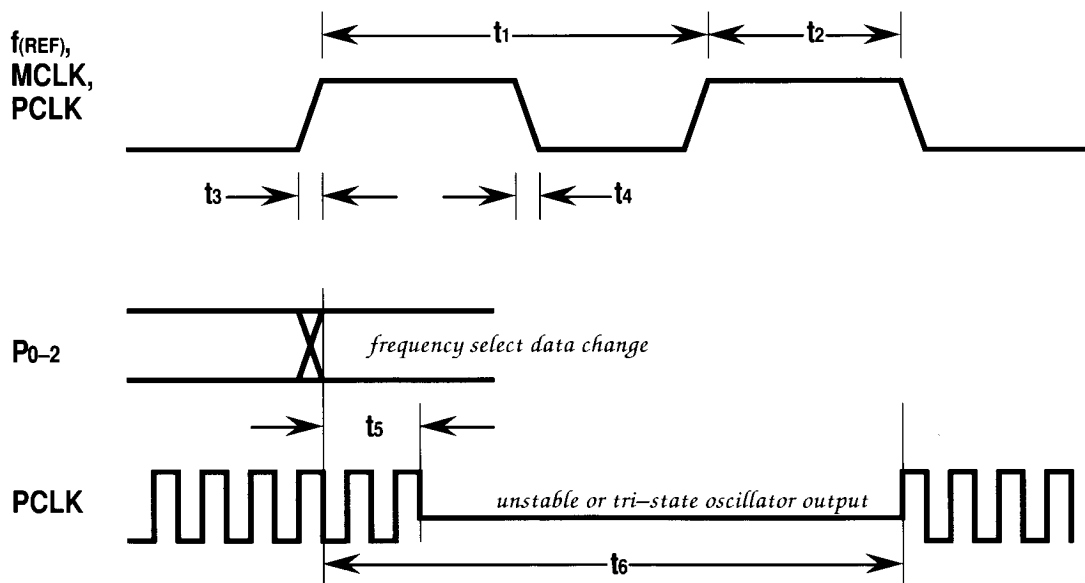 t1
t2
f(REF),
MCLK,
PCLK
t3
t4
P0–2
frequency select data change
t5
PCLK
unstable or tri–state oscillator output
t6